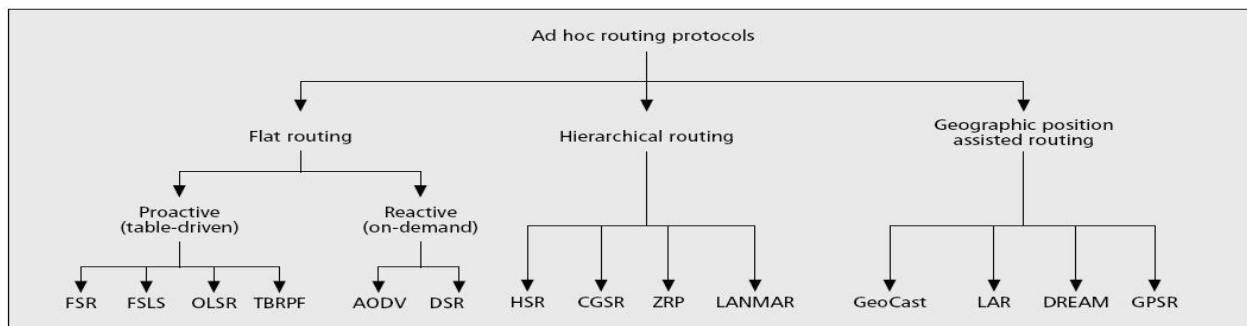 Ad hoc routing protocols
Flat routing
Hierarchical routing
Geographic position
assisted routing
Proactive
(table-driven)
Reactive
(on-demand)
FSR
FSLS
OLSR
TBRPF
AODV
DSR
HSR
CGSR
ZRP
LANMAR
GeoCast
LAR
DREAM
GPSR